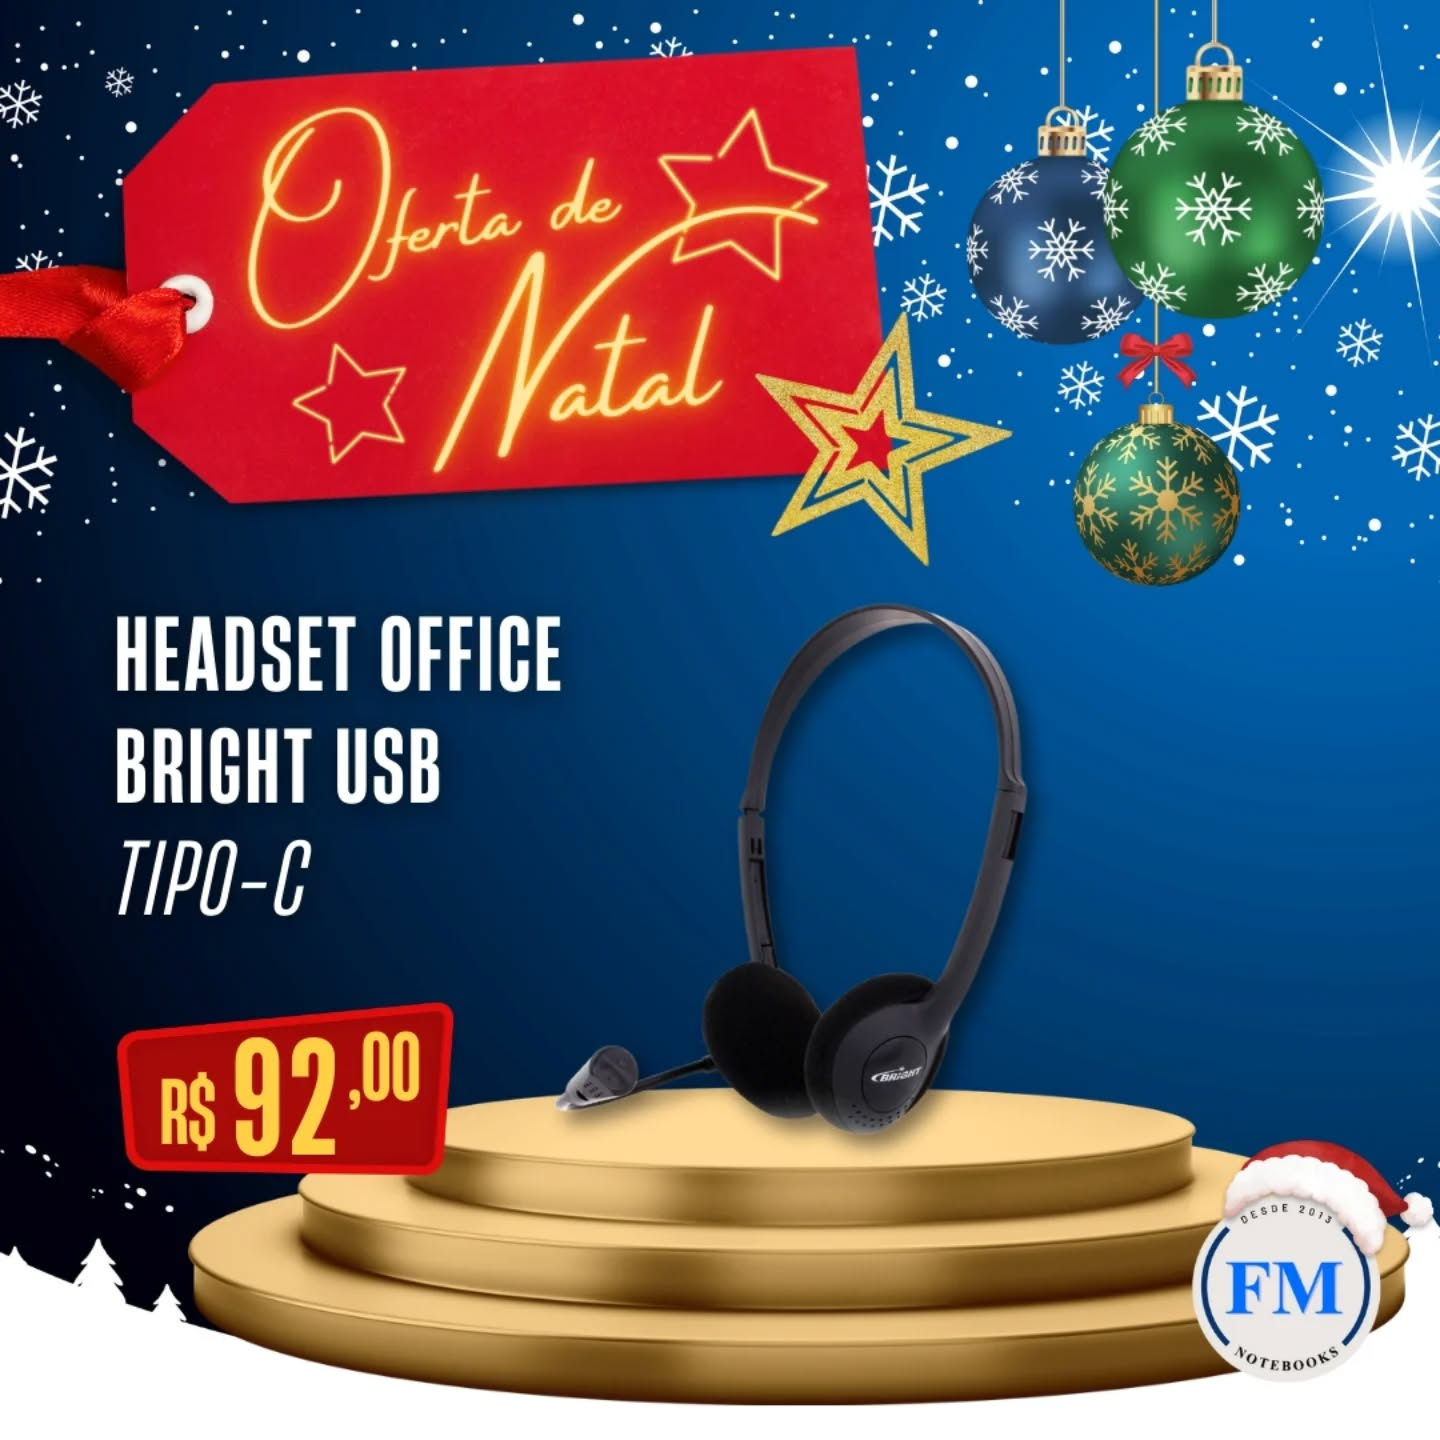 Oferta de
Natal
HEADSET OFFICE
BRIGHT USB
TIPO-C
R$ 92,00
BRIGHT
DESDE 2013
FM
NOTEBOOKS